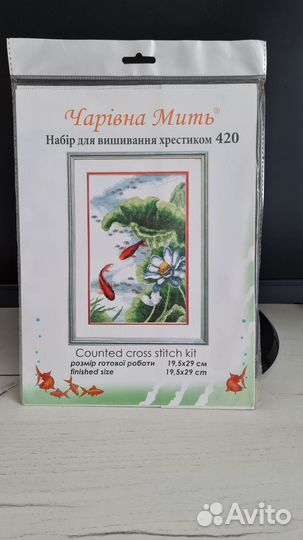 Чарівна Мить®
Набір для вишивання хрестиком 420
Counted cross stitch kit
розмір готової роботи 19,5х29 см
finished size 19,5x29 cm
Avito